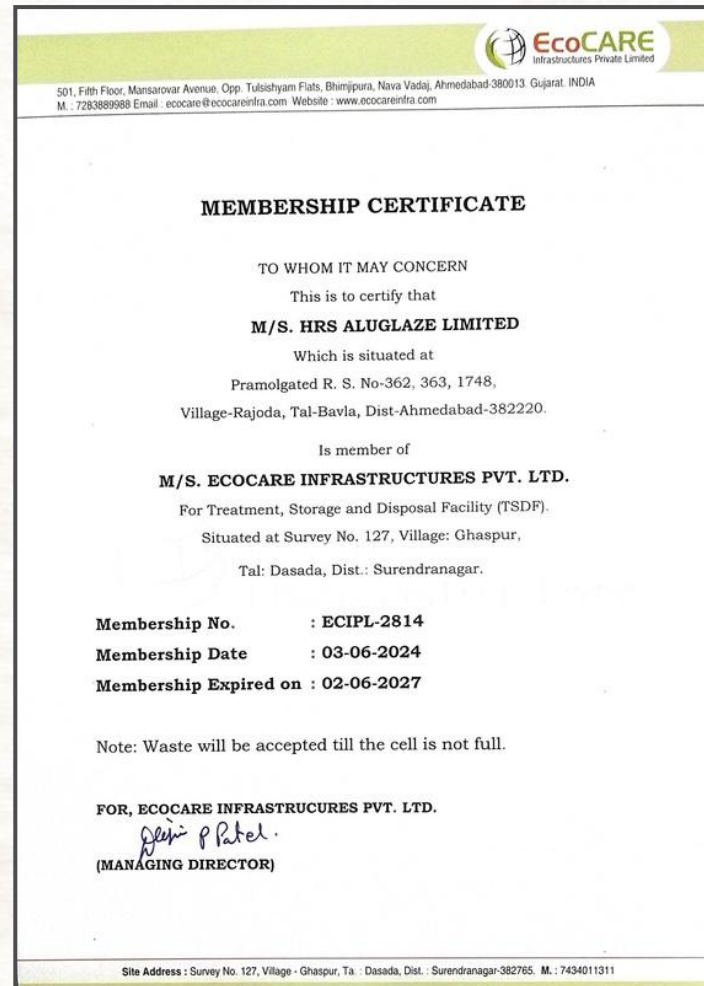 EcoCARE
Infrastructures Private Limited
501, Fifth Floor, Mansarovar Avenue, Opp. Tulsishyam Flats, Bhimjipura, Nava Vadaj, Ahmedabad-380013. Gujarat. INDIA
M. : 7283889988 Email : ecocare@ecocareinfra.com Website : www.ecocareinfra.com
MEMBERSHIP CERTIFICATE
TO WHOM IT MAY CONCERN
This is to certify that
M/S. HRS ALUGLAZE LIMITED
Which is situated at
Pramolgated R. S. No-362, 363, 1748,
Village-Rajoda, Tal-Bavla, Dist-Ahmedabad-382220.
Is member of
M/S. ECOCARE INFRASTRUCTURES PVT. LTD.
For Treatment, Storage and Disposal Facility (TSDF).
Situated at Survey No. 127, Village: Ghaspur,
Tal: Dasada, Dist.: Surendranagar.
Membership No. : ECIPL-2814
Membership Date : 03-06-2024
Membership Expired on : 02-06-2027
Note: Waste will be accepted till the cell is not full.
FOR, ECOCARE INFRASTRUCURES PVT. LTD.
P Patel.
(MANAGING DIRECTOR)
Site Address : Survey No. 127, Village - Ghaspur, Ta. : Dasada, Dist. : Surendranagar-382765. M. : 7434011311